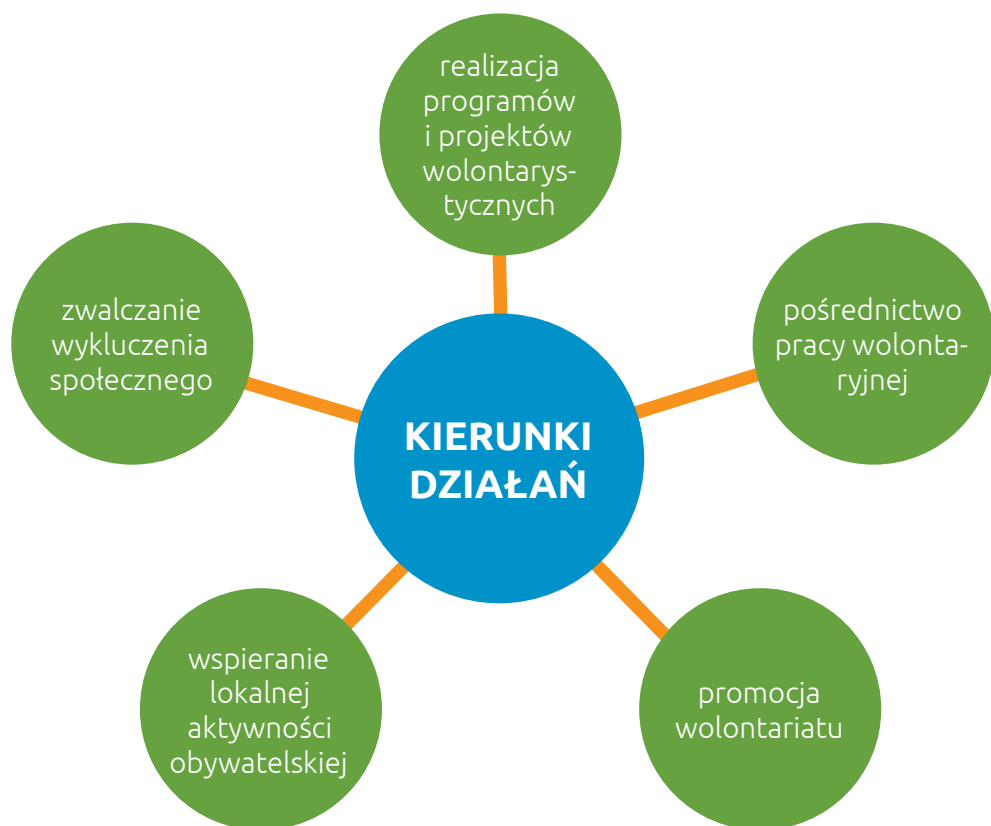 realizacja
programów
i projektów
wolontarys-
tycznych
zwalczanie
wykluczenia
społecznego
pośrednictwo
pracy wolonta-
ryjnej
KIERUNKI
DZIAŁAŃ
wspieranie
lokalnej
aktywności
obywatelskiej
promocja
wolontariatu